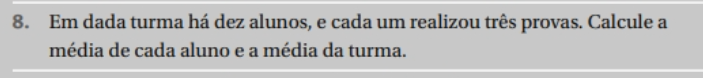 8. Em dada turma há dez alunos, e cada um realizou três provas. Calcule a
média de cada aluno e a média da turma.